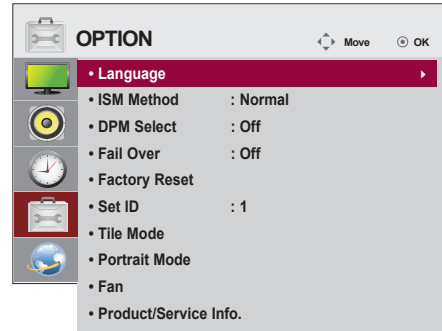 OPTION Move OK
• Language
• ISM Method : Normal
• DPM Select : Off
• Fail Over : Off
• Factory Reset
• Set ID : 1
• Tile Mode
• Portrait Mode
• Fan
• Product/Service Info.